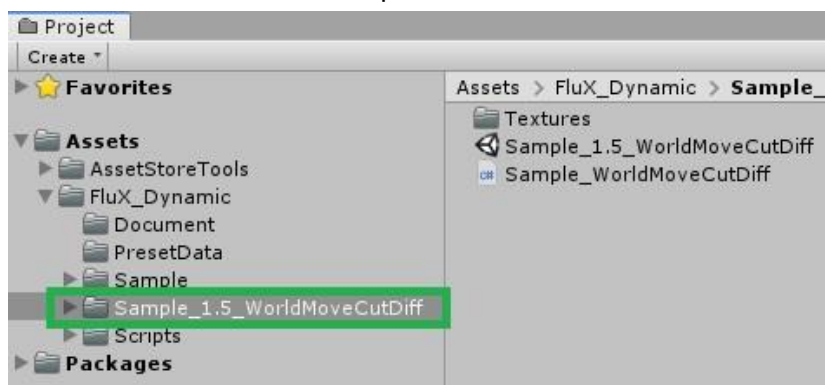 Project
Create
Favorites
Assets
AssetStoreTools
FluX_Dynamic
Document
PresetData
Sample
Sample_1.5_WorldMoveCutDiff
Scripts
Packages
Assets > FluX_Dynamic > Sample_
Textures
Sample_1.5_WorldMoveCutDiff
c# Sample_WorldMoveCutDiff